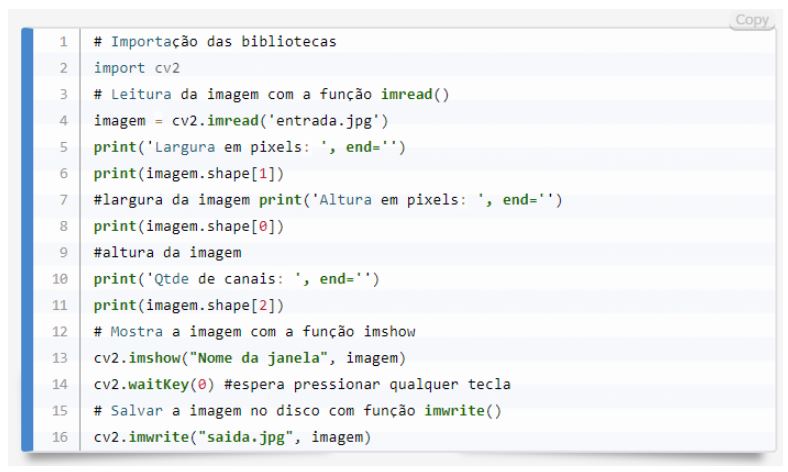 Copy
1 # Importação das bibliotecas
2 import cv2
3 # Leitura da imagem com a função imread()
4 imagem = cv2.imread('entrada.jpg')
5 print('Largura em pixels: ', end='')
6 print(imagem.shape[1])
7 #largura da imagem print('Altura em pixels: ', end='')
8 print(imagem.shape[0])
9 #altura da imagem
10 print('Qtde de canais: ', end='')
11 print(imagem.shape[2])
12 # Mostra a imagem com a função imshow
13 cv2.imshow("Nome da janela", imagem)
14 cv2.waitKey(0) #espera pressionar qualquer tecla
15 # Salvar a imagem no disco com função imwrite()
16 cv2.imwrite("saida.jpg", imagem)